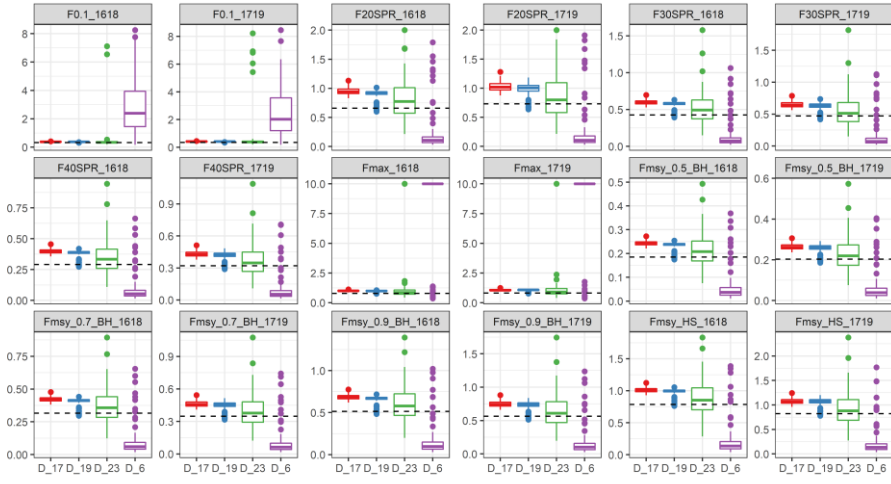 F0.1_1618 F0.1_1719 F20SPR_1618 F20SPR_1719 F30SPR_1618 F30SPR_1719
8 8 2.0 2.0 1.5
6 6 1.5 1.5 1.5
4 4 1.0 1.0 1.0 1.0
2 2 0.5 0.5 0.5 0.5
0 0 0.0 0.0 0.0 0.0
F40SPR_1618 F40SPR_1719 Fmax_1618 Fmax_1719 Fmsy_0.5_BH_1618 Fmsy_0.5_BH_1719
10.0 10.0 0.5 0.6
0.75 0.9 7.5 7.5 0.4
0.50 0.6 5.0 5.0 0.3 0.4
0.25 0.3 2.5 2.5 0.2 0.2
0.1
0.00 0.0 0.0 0.0 0.0 0.0
Fmsy_0.7_BH_1618 Fmsy_0.7_BH_1719 Fmsy_0.9_BH_1618 Fmsy_0.9_BH_1719 Fmsy_HS_1618 Fmsy_HS_1719
0.75 0.9 1.5 1.5 2.0
0.50 0.6 1.0 1.0 1.0 1.5
1.0
0.25 0.3 0.5 0.5 0.5 0.5
0.00 0.0 0.0 0.0 0.0 0.0
D_17 D_19 D_23 D_6 D_17 D_19 D_23 D_6 D_17 D_19 D_23 D_6 D_17 D_19 D_23 D_6 D_17 D_19 D_23 D_6 D_17 D_19 D_23 D_6